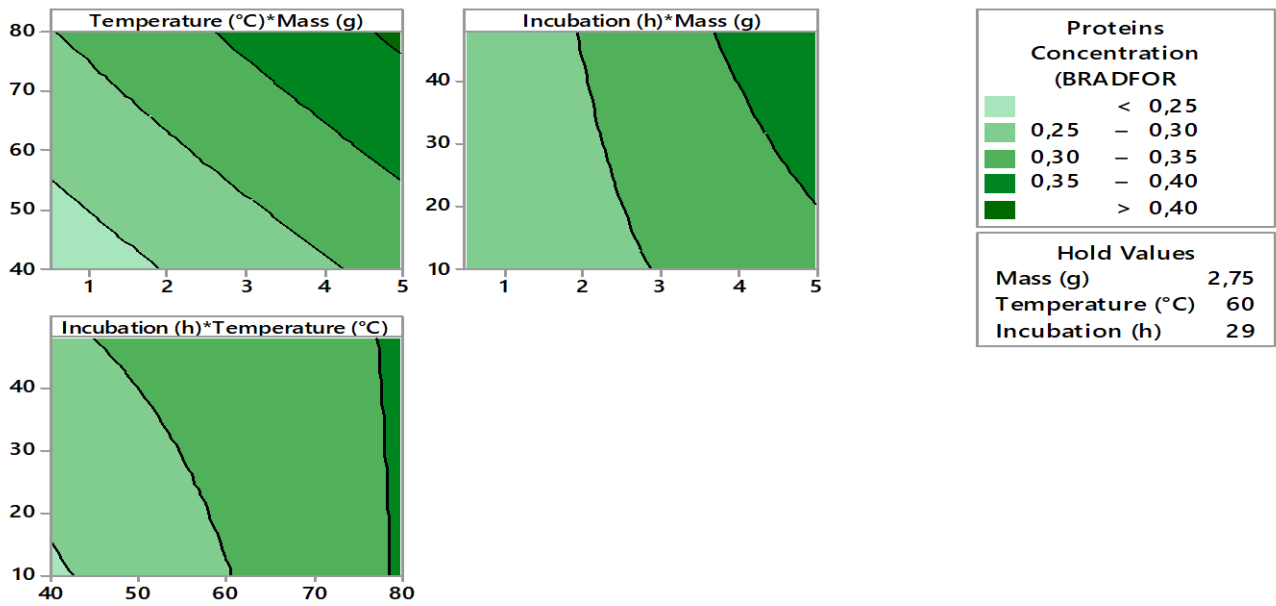 Temperature (°C)*Mass (g)
80
70
60
50
40
1 2 3 4 5
Incubation (h)*Mass (g)
40
30
20
10
1 2 3 4 5
Incubation (h)*Temperature (°C)
40
30
20
10
40 50 60 70 80
Proteins
Concentration
(BRADFOR
< 0,25
0,25 – 0,30
0,30 – 0,35
0,35 – 0,40
> 0,40
Hold Values
Mass (g) 2,75
Temperature (°C) 60
Incubation (h) 29